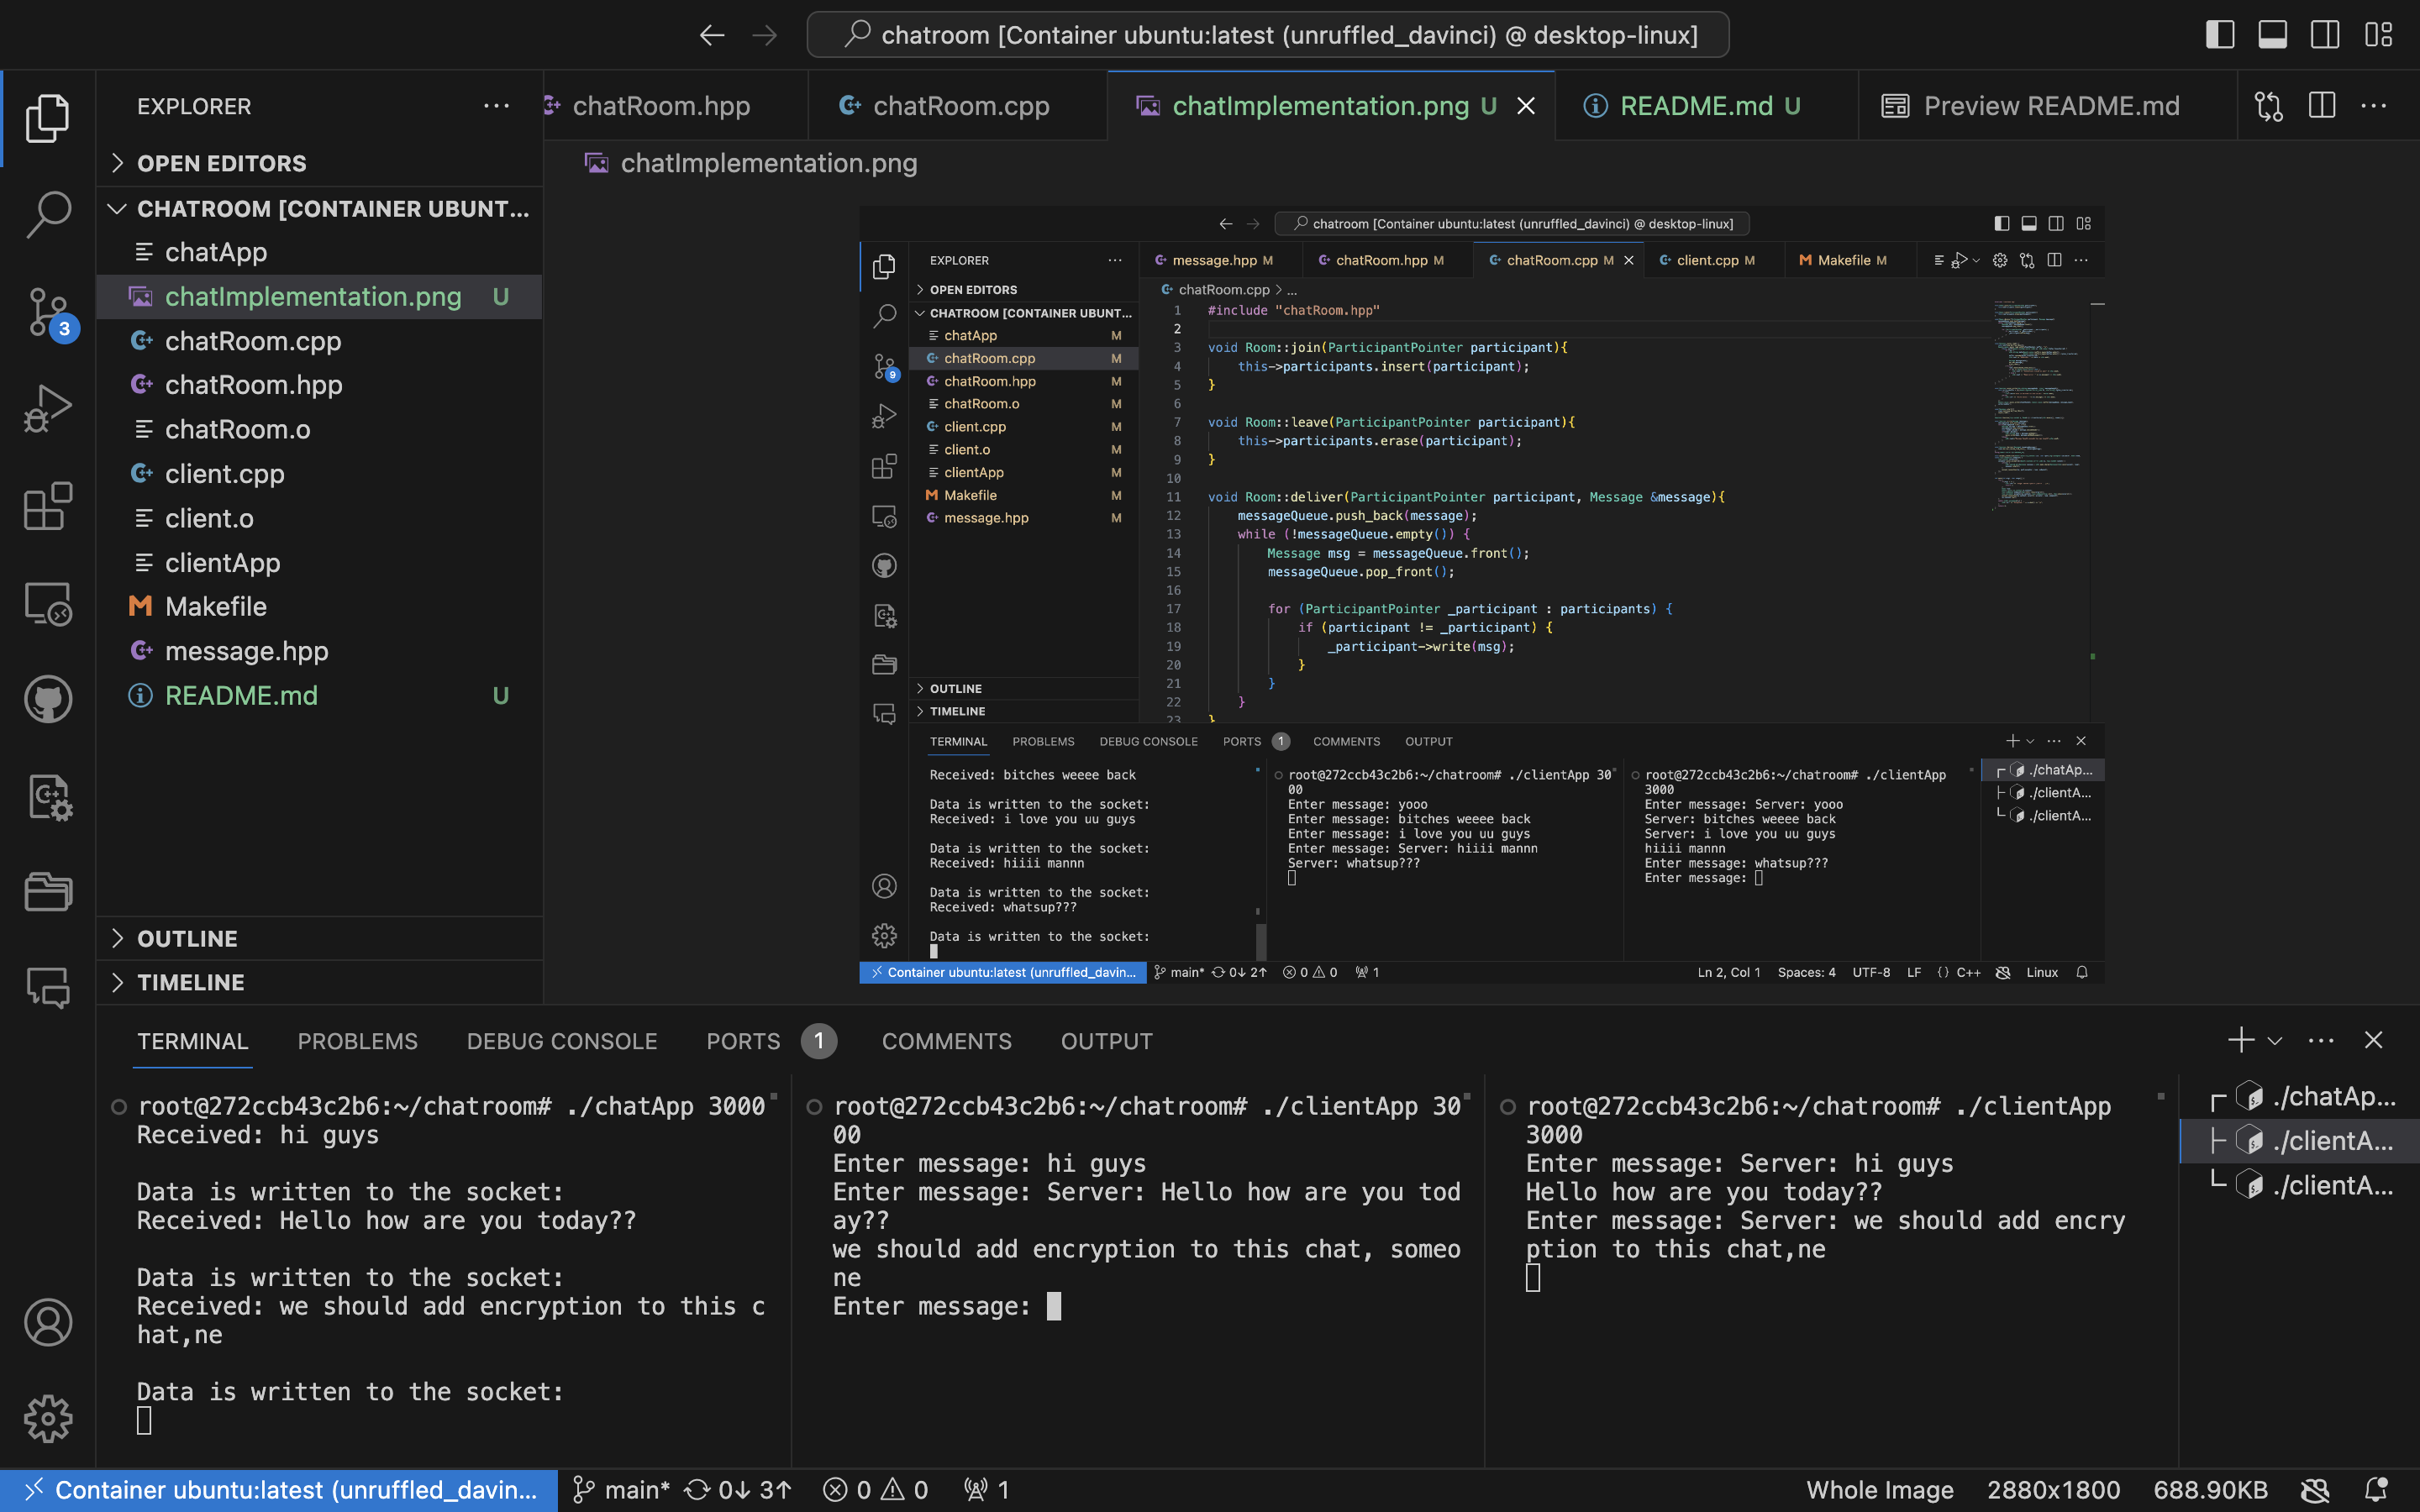 chatroom [Container ubuntu:latest (unruffled_davinci) @ desktop-linux]
EXPLORER
chatRoom.hpp
chatRoom.cpp
chatImplementation.png U
README.md U
Preview README.md
OPEN EDITORS
CHATROOM [CONTAINER UBUNT...
chatApp
chatImplementation.png U
chatRoom.cpp
chatRoom.hpp
chatRoom.o
client.cpp
client.o
clientApp
Makefile
message.hpp
README.md U
OUTLINE
TIMELINE
3
chatImplementation.png
chatroom [Container ubuntu:latest (unruffled_davinci) @ desktop-linux]
EXPLORER
message.hpp M
chatRoom.hpp M
chatRoom.cpp M
client.cpp M
Makefile M
OPEN EDITORS
CHATROOM [CONTAINER UBUNT...
chatApp M
chatRoom.cpp M
chatRoom.hpp M
chatRoom.o M
client.cpp M
client.o M
clientApp M
Makefile M
message.hpp M
OUTLINE
TIMELINE
9
chatRoom.cpp > ...
1 #include "chatRoom.hpp"
2
3 void Room::join(ParticipantPointer participant){
4 this->participants.insert(participant);
5 }
6
7 void Room::leave(ParticipantPointer participant){
8 this->participants.erase(participant);
9 }
10
11 void Room::deliver(ParticipantPointer participant, Message &message){
12 messageQueue.push_back(message);
13 while (!messageQueue.empty()) {
14 Message msg = messageQueue.front();
15 messageQueue.pop_front();
16
17 for (ParticipantPointer _participant : participants) {
18 if (participant != _participant) {
19 _participant->write(msg);
20 }
21 }
22 }
23 }
TERMINAL PROBLEMS DEBUG CONSOLE PORTS 1 COMMENTS OUTPUT
Received: bitches weeee back
Data is written to the socket:
Received: i love you uu guys
Data is written to the socket:
Received: hiiii mannn
Data is written to the socket:
Received: whatsup???
Data is written to the socket:
root@272ccb43c2b6:~/chatroom# ./clientApp 30
00
Enter message: yooo
Enter message: bitches weeee back
Enter message: i love you uu guys
Enter message: Server: hiiii mannn
Server: whatsup???
root@272ccb43c2b6:~/chatroom# ./clientApp
3000
Enter message: Server: yooo
Server: bitches weeee back
Server: i love you uu guys
hiiii mannn
Enter message: whatsup???
Enter message:
./chatAp...
./clientA...
./clientA...
Container ubuntu:latest (unruffled_davin... main* 0↓ 2↑ 0 0 1 Ln 2, Col 1 Spaces: 4 UTF-8 LF {} C++ Linux
TERMINAL PROBLEMS DEBUG CONSOLE PORTS 1 COMMENTS OUTPUT
root@272ccb43c2b6:~/chatroom# ./chatApp 3000
Received: hi guys
Data is written to the socket:
Received: Hello how are you today??
Data is written to the socket:
Received: we should add encryption to this c
hat,ne
Data is written to the socket:
root@272ccb43c2b6:~/chatroom# ./clientApp 30
00
Enter message: hi guys
Enter message: Server: Hello how are you tod
ay??
we should add encryption to this chat, someo
ne
Enter message:
root@272ccb43c2b6:~/chatroom# ./clientApp
3000
Enter message: Server: hi guys
Hello how are you today??
Enter message: Server: we should add encry
ption to this chat,ne
./chatAp...
./clientA...
./clientA...
Container ubuntu:latest (unruffled_davin... main* 0↓ 3↑ 0 0 1 Whole Image 2880x1800 688.90KB